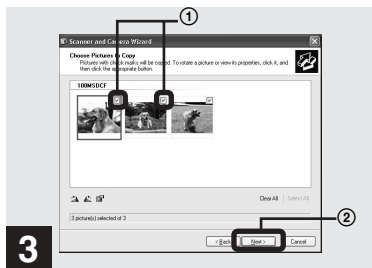 ①
Scanner and Camera Wizard
Choose Pictures to Copy
Pictures with check marks will be copied. To rotate a picture or view its properties, click it, and
then click the appropriate button.
100MSDCF
Clear All Select All
3 picture(s) selected of 3
②
< Back Next > Cancel
3